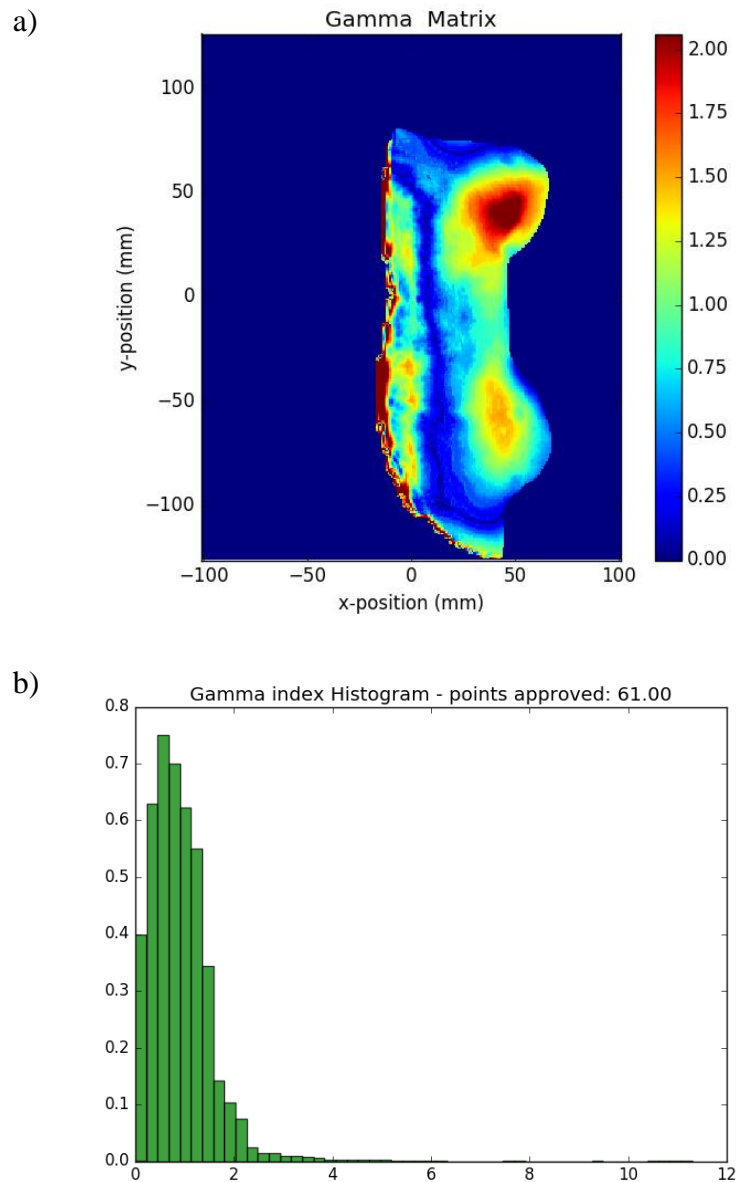 a)
Gamma Matrix
100
50
0
−50
−100
y-position (mm)
−100 −50 0 50 100
x-position (mm)
2.00
1.75
1.50
1.25
1.00
0.75
0.50
0.25
0.00
b)
Gamma index Histogram - points approved: 61.00
0.8
0.7
0.6
0.5
0.4
0.3
0.2
0.1
0.0
0 2 4 6 8 10 12